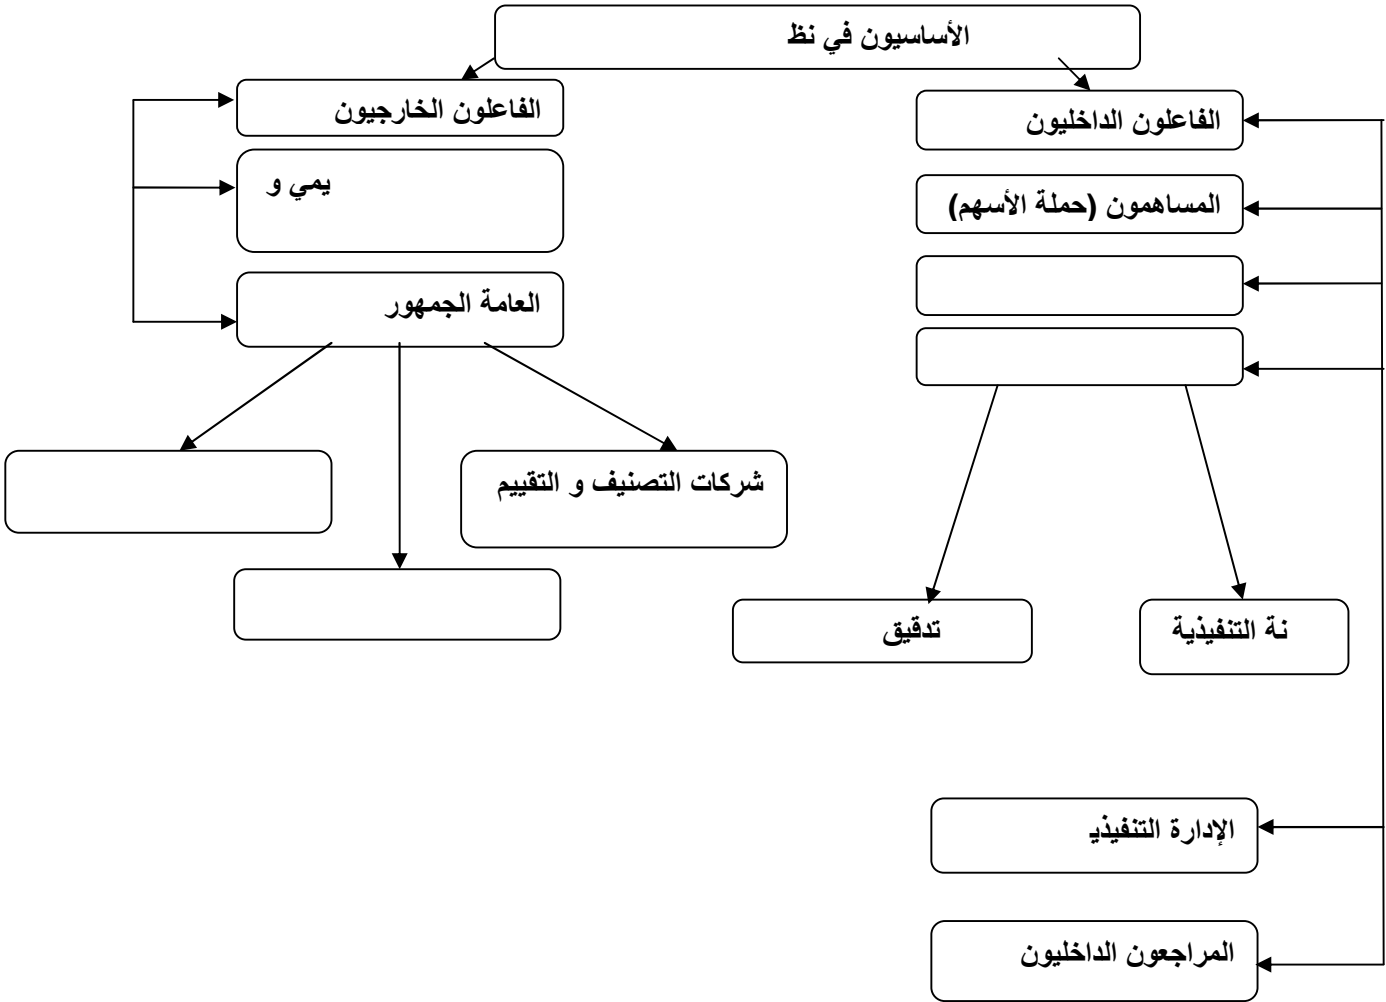 الأساسيون في نظ
الفاعلون الداخليون
المساهمون (حملة الأسهم)
نة التنفيذية
تدقيق
الإدارة التنفيذيـ
المراجعون الداخليون
الفاعلون الخارجيون
يمي و
العامة الجمهور
شركات التصنيف و التقييم